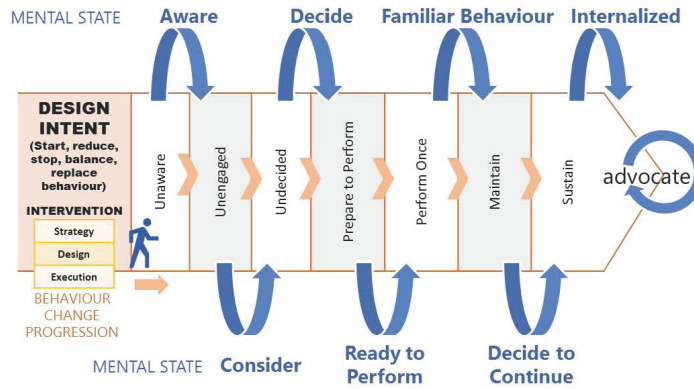 MENTAL STATE
Aware
Decide
Familiar Behaviour
Internalized
DESIGN
INTENT
(Start, reduce,
stop, balance,
replace
behaviour)
INTERVENTION
Strategy
Design
Execution
Unaware
Unengaged
Undecided
Prepare to Perform
Perform Once
Maintain
Sustain
advocate
BEHAVIOUR
CHANGE
PROGRESSION
MENTAL STATE
Consider
Ready to
Perform
Decide to
Continue